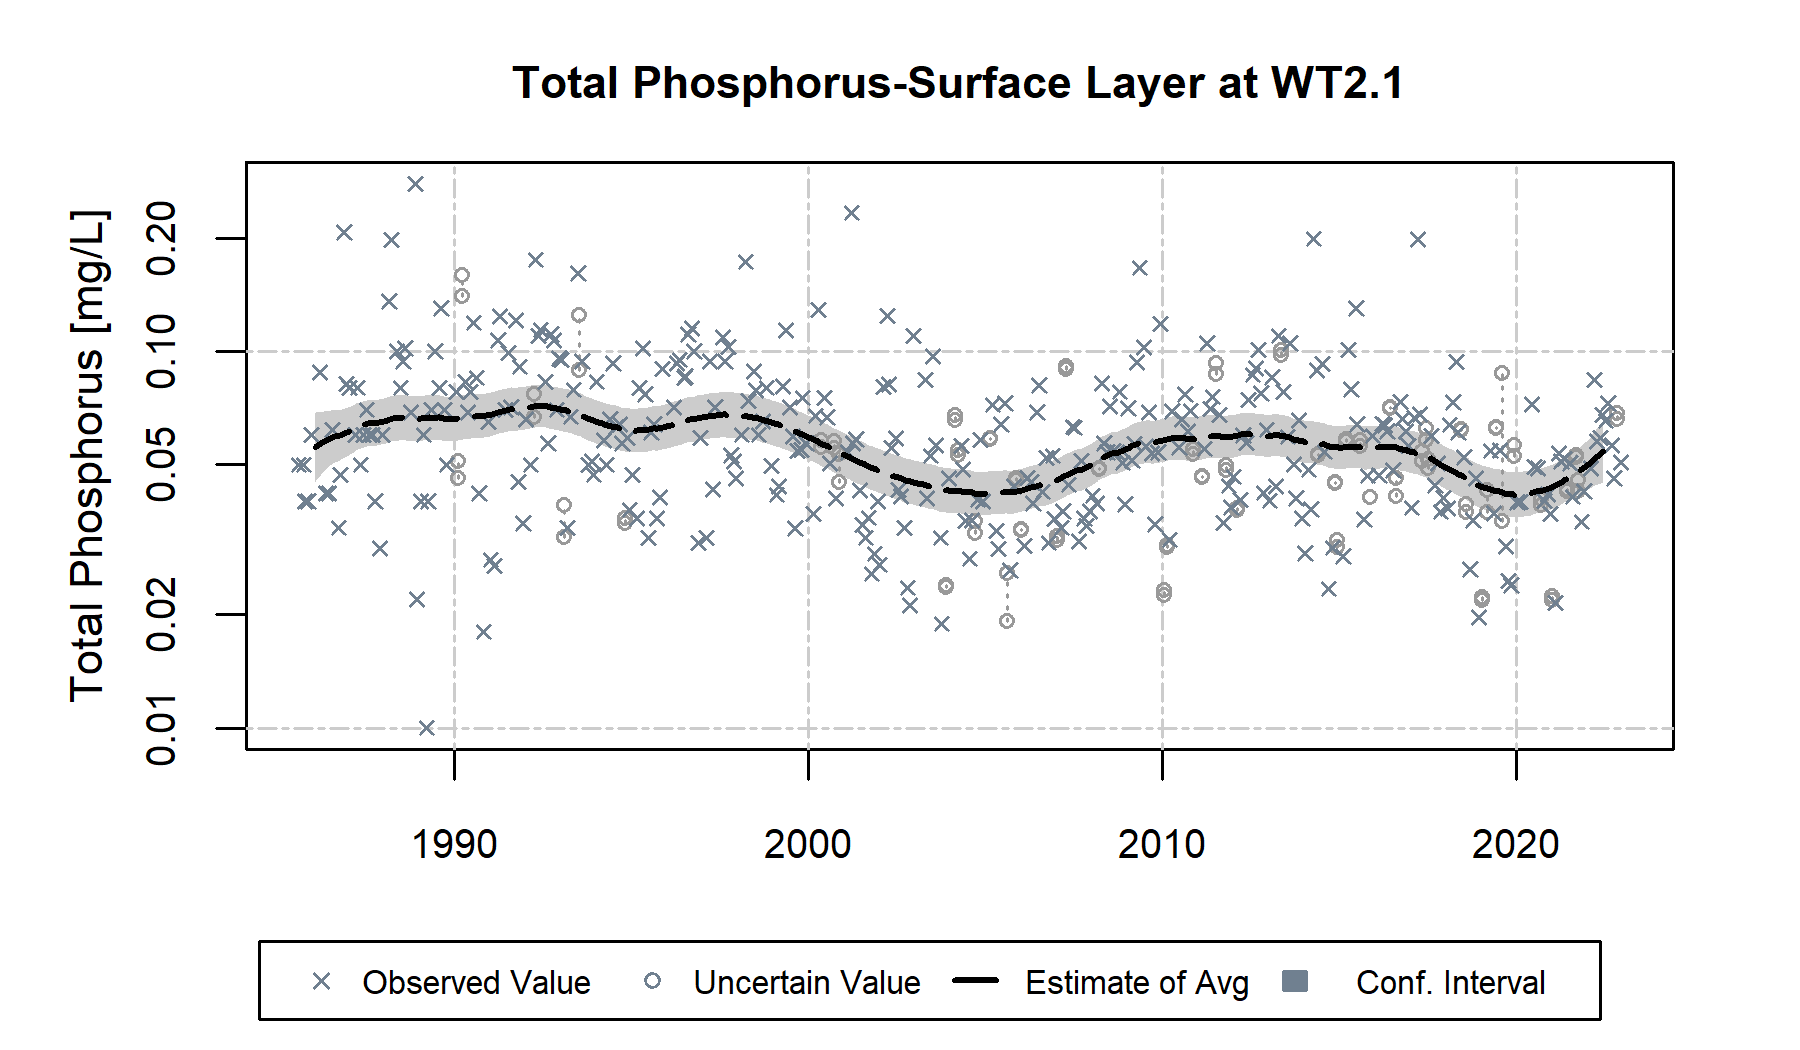 Total Phosphorus-Surface Layer at WT2.1
Total Phosphorus [mg/L]
0.20
0.10
0.05
0.02
0.01
1990 2000 2010 2020
Observed Value Uncertain Value Estimate of Avg Conf. Interval